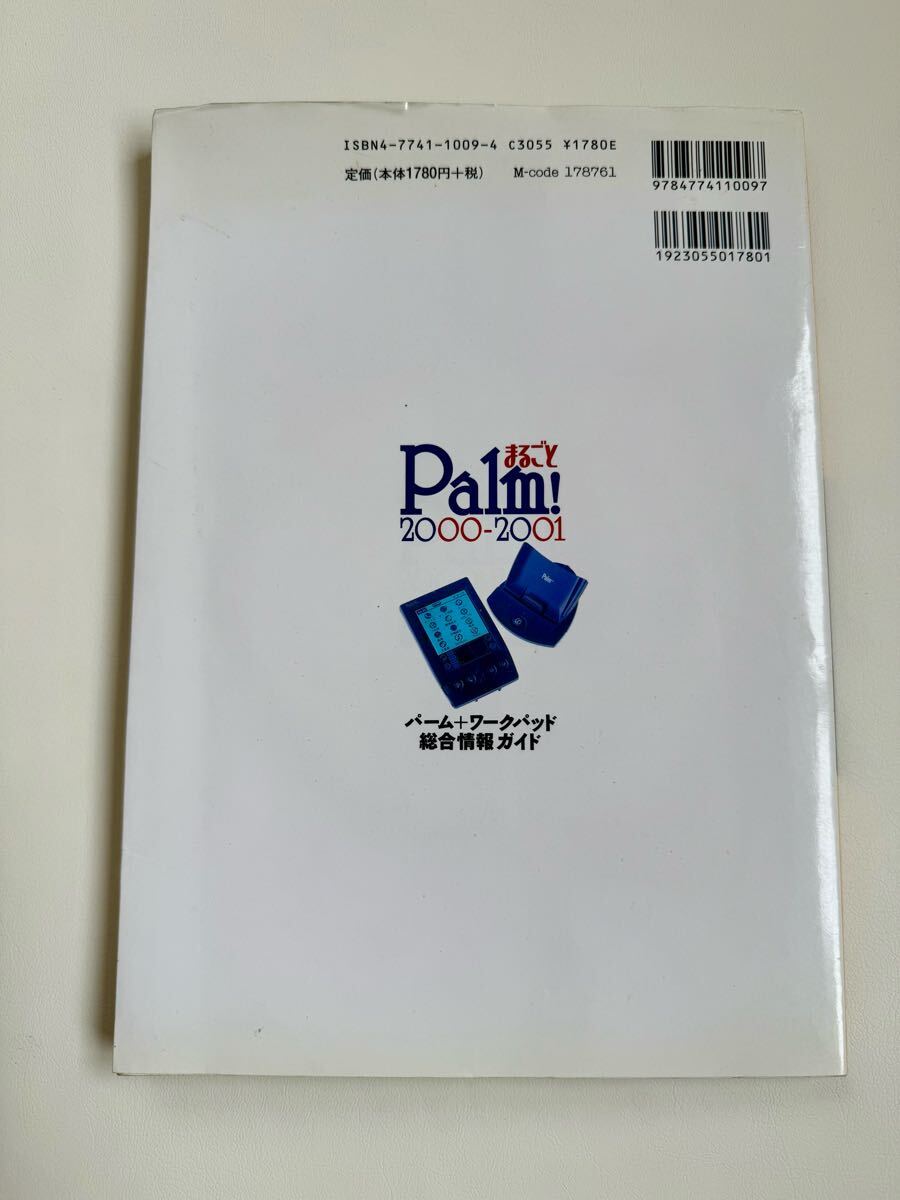 ISBN4-7741-1009-4 C3055 ¥1780E
定価(本体1780円+税) M-code 178761
9784774110097
1923055017801
まるごと
Palm!
2000-2001
Palm
パーム+ワークパッド
総合情報ガイド